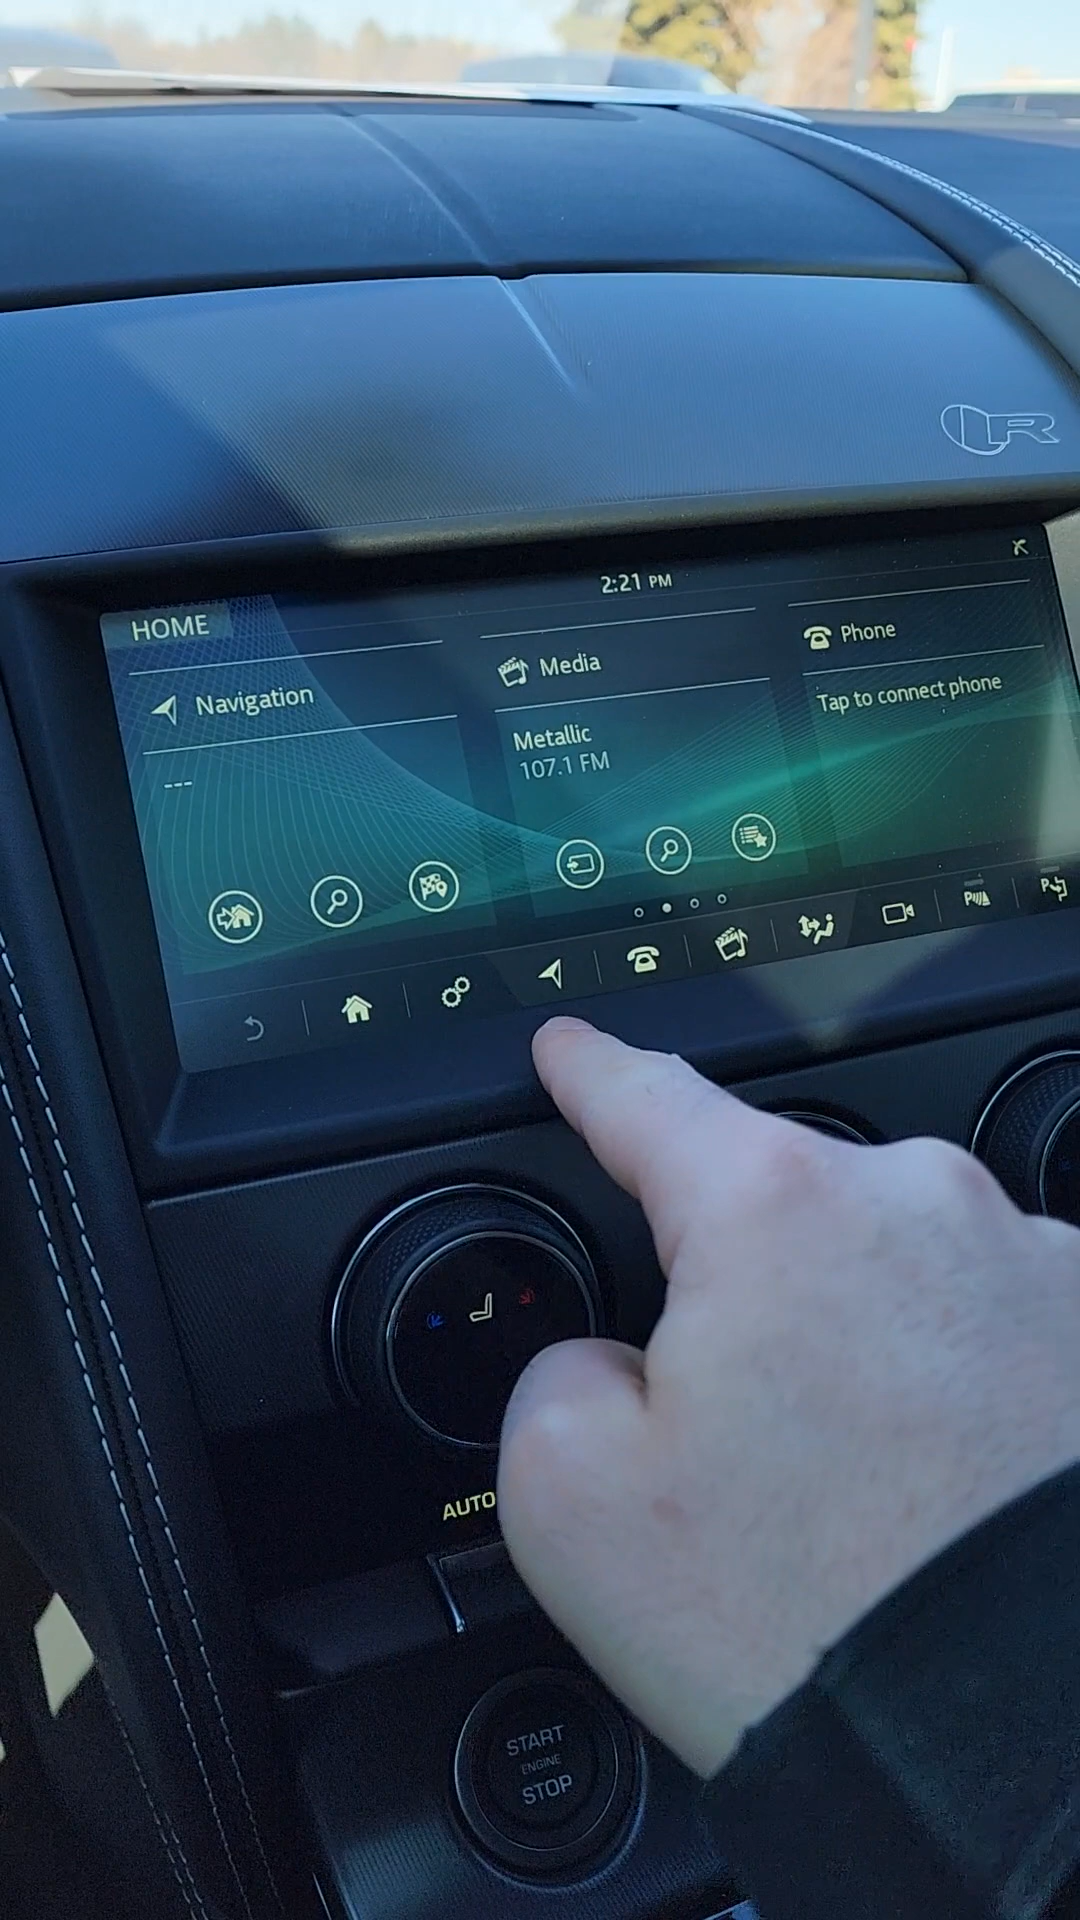 R
2:21 PM
HOME
Navigation
---
Media
Metallic
107.1 FM
Phone
Tap to connect phone
P
P
AUTO
START
ENGINE
STOP